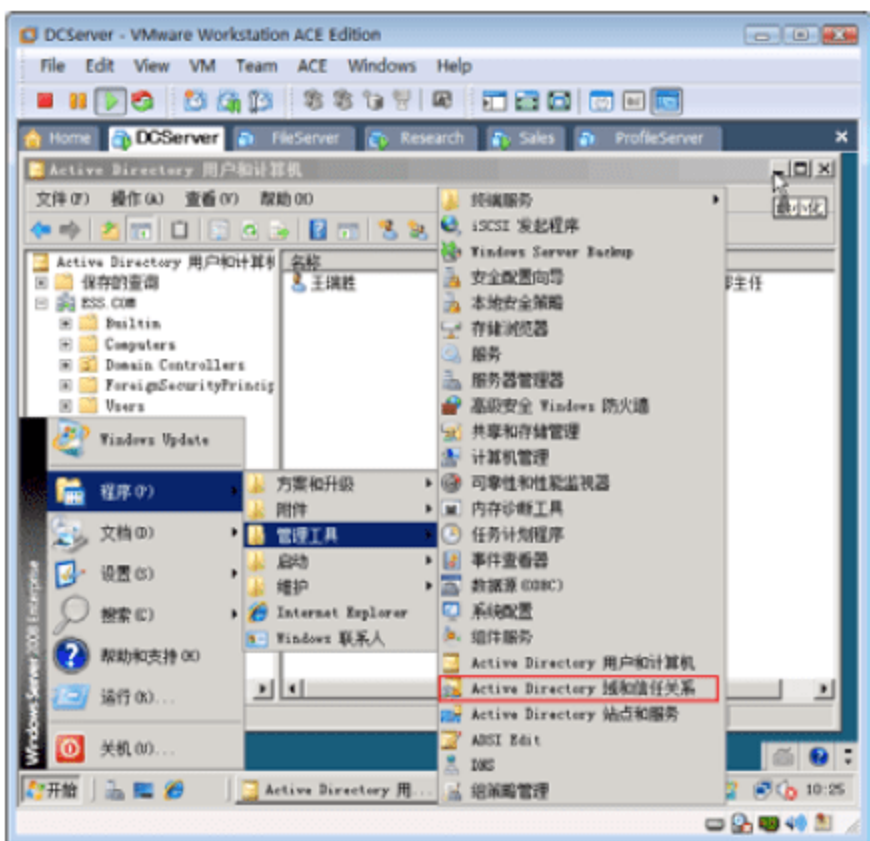 DCServer - VMware Workstation ACE Edition
File Edit View VM Team ACE Windows Help
Home DCServer FileServer Research Sales ProfileServer
Active Directory 用户和计算机
文件(F) 操作(A) 查看(V) 帮助(H)
最小化
Active Directory 用户和计算机
名称
保存的查询
王瑞胜
部主任
ESS.COM
Builtin
Computers
Domain Controllers
ForeignSecurityPrincip
Users
终端服务
iSCSI 发起程序
Windows Server Backup
安全配置向导
本地安全策略
存储浏览器
服务
服务器管理器
高级安全 Windows 防火墙
共享和存储管理
计算机管理
可靠性和性能监视器
内存诊断工具
任务计划程序
事件查看器
数据源(ODBC)
系统配置
组件服务
Active Directory 用户和计算机
Active Directory 域和信任关系
Active Directory 站点和服务
ADSI Edit
DNS
组策略管理
Windows Update
程序(P)
文档(D)
设置(S)
搜索(C)
帮助和支持(H)
运行(R)...
关机(U)...
方案和升级
附件
管理工具
启动
维护
Internet Explorer
Windows 联系人
Windows Server 2008 Enterprise
开始
Active Directory 用...
10:25